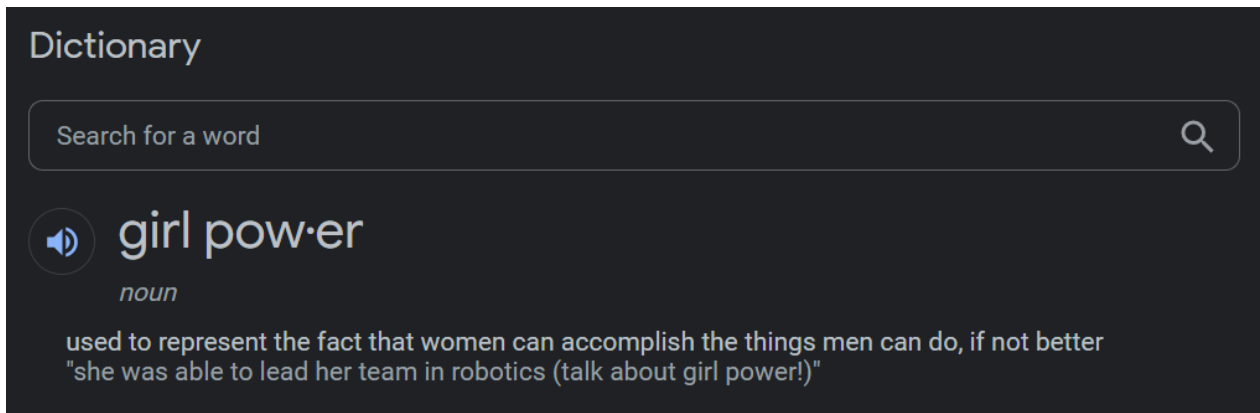 Dictionary
Search for a word
girl pow·er
noun
used to represent the fact that women can accomplish the things men can do, if not better
"she was able to lead her team in robotics (talk about girl power!)"